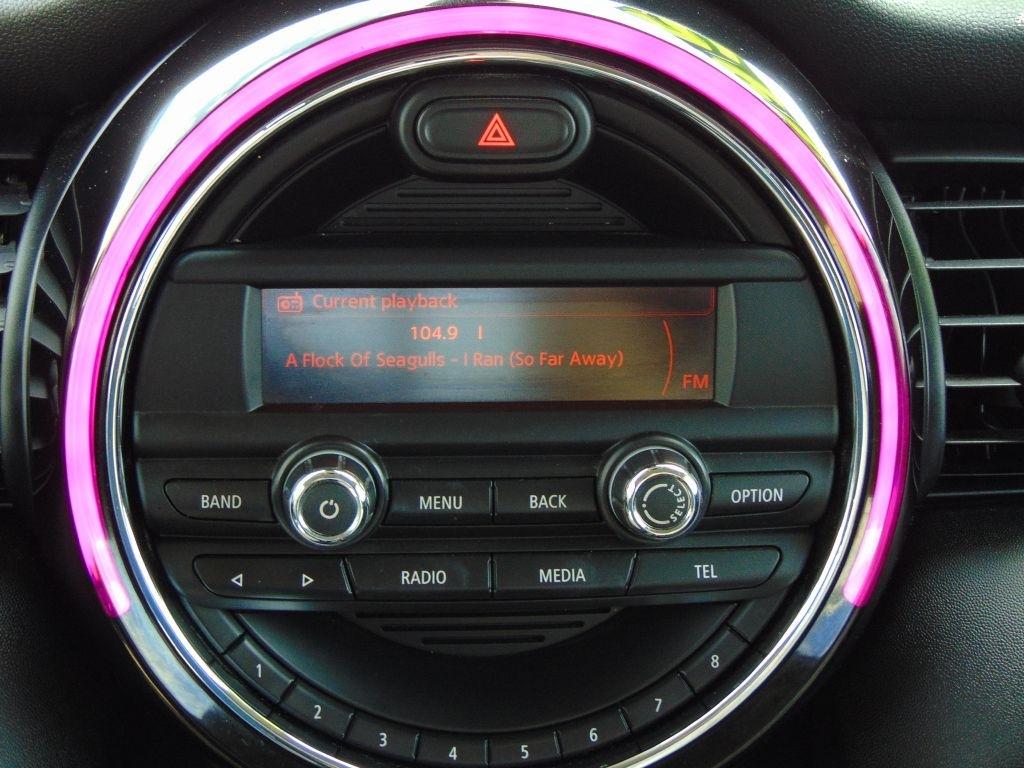 Current playback
104.9 I
A Flock Of Seagulls - I Ran (So Far Away)
FM
BAND MENU BACK SELECT OPTION
RADIO MEDIA TEL
1 2 3 4 5 6 7 8